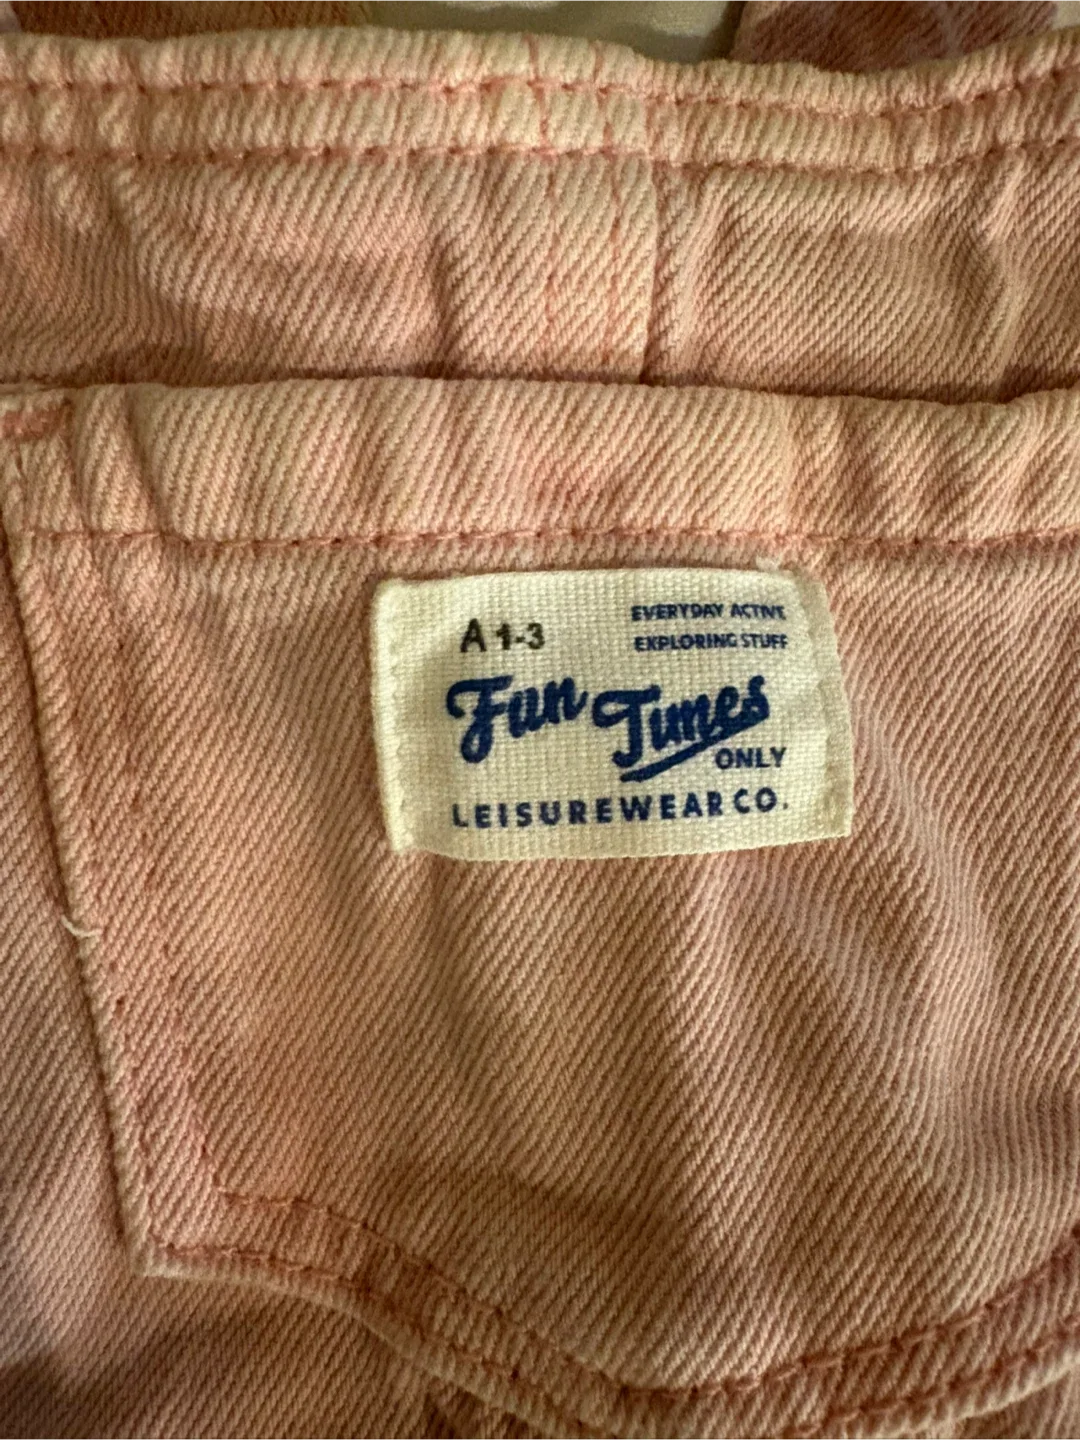 A 1-3
EVERYDAY ACTIVE
EXPLORING STUFF
Fun Times
ONLY
LEISUREWEAR CO.